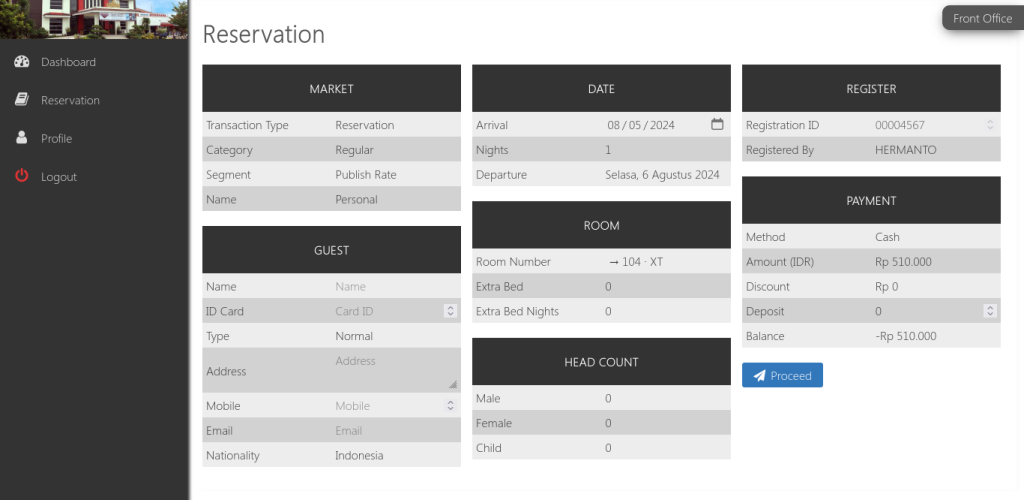 Front Office
Dashboard
Reservation
Profile
Logout
Reservation
MARKET
Transaction Type Reservation
Category Regular
Segment Publish Rate
Name Personal
GUEST
Name Name
ID Card Card ID
Type Normal
Address Address
Mobile Mobile
Email Email
Nationality Indonesia
DATE
Arrival 08 / 05 / 2024
Nights 1
Departure Selasa, 6 Agustus 2024
ROOM
Room Number → 104 · XT
Extra Bed 0
Extra Bed Nights 0
HEAD COUNT
Male 0
Female 0
Child 0
REGISTER
Registration ID 00004567
Registered By HERMANTO
PAYMENT
Method Cash
Amount (IDR) Rp 510.000
Discount Rp 0
Deposit 0
Balance -Rp 510.000
Proceed